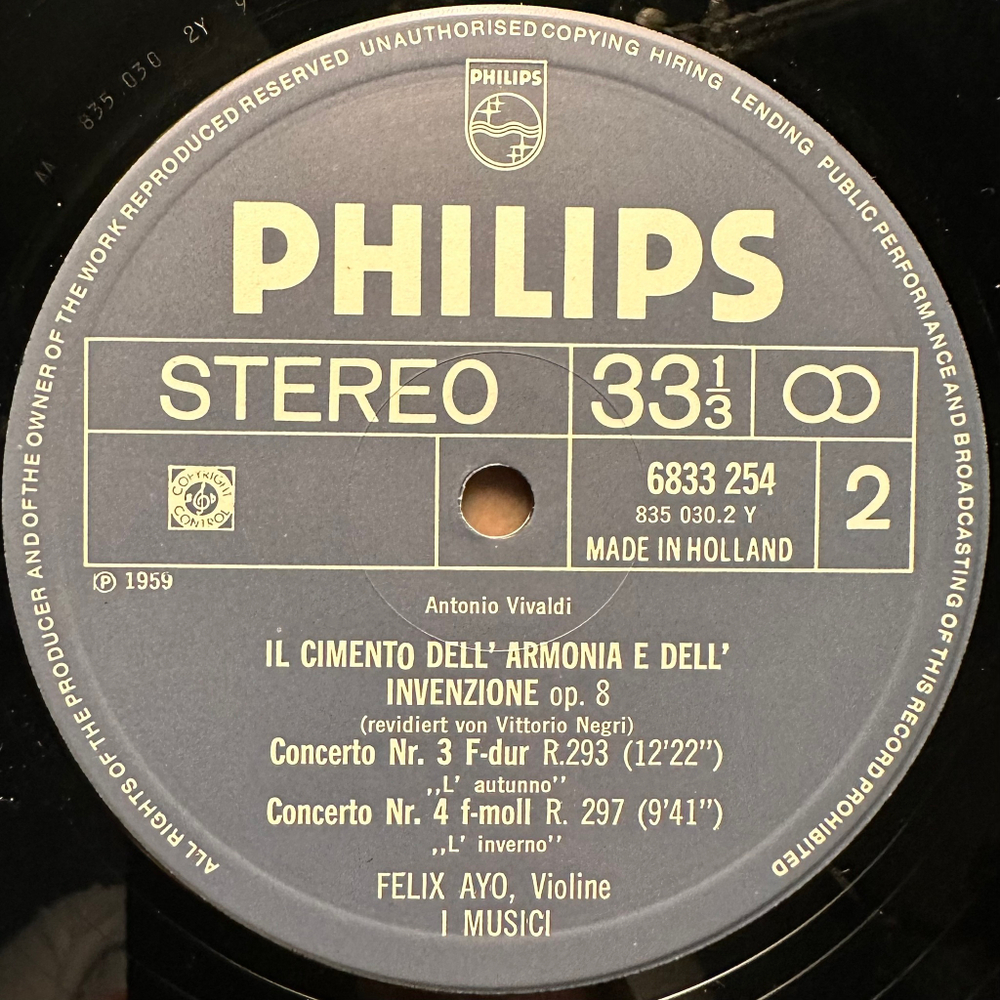 AA 835 030 2Y 9
ALL RIGHTS OF THE PRODUCER AND OF THE OWNER OF THE WORK REPRODUCED RESERVED UNAUTHORISED COPYING HIRING LENDING PUBLIC PERFORMANCE AND BROADCASTING OF THIS RECORD PROHIBITED
PHILIPS
PHILIPS
STEREO 33 1/3
COPYRIGHT
CONTROL
6833 254
835 030.2 Y
MADE IN HOLLAND
2
℗ 1959
Antonio Vivaldi
IL CIMENTO DELL' ARMONIA E DELL'
INVENZIONE op. 8
(revidiert von Vittorio Negri)
Concerto Nr. 3 F-dur R.293 (12'22")
„L' autunno"
Concerto Nr. 4 f-moll R. 297 (9'41")
„L' inverno"
FELIX AYO, Violine
I MUSICI